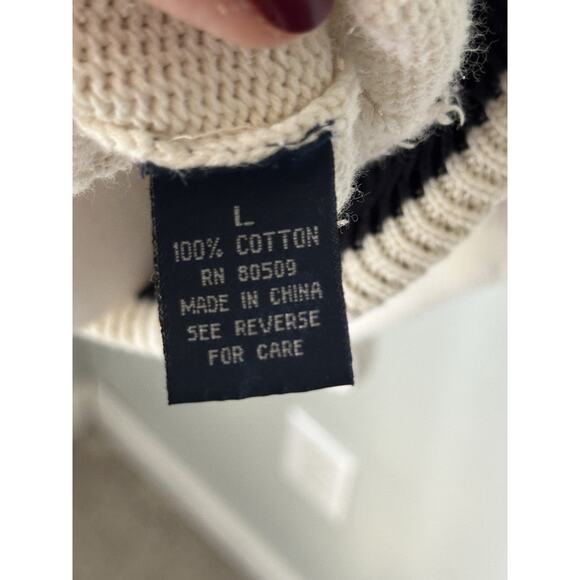 L
100% COTTON
RN 80509
MADE IN CHINA
SEE REVERSE
FOR CARE